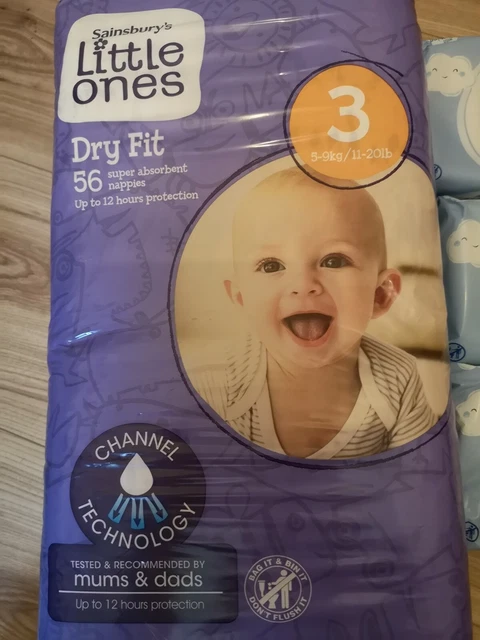 Sainsbury's
Little
ones
Dry Fit
56 super absorbent
nappies
Up to 12 hours protection
3
5-9kg/11-20lb
CHANNEL
TECHNOLOGY
TESTED & RECOMMENDED BY
mums & dads
Up to 12 hours protection
BAG IT & BIN IT
DON'T FLUSH IT